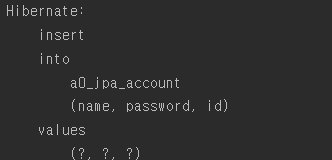 Hibernate:
insert
into
a0_jpa_account
(name, password, id)
values
(?, ?, ?)